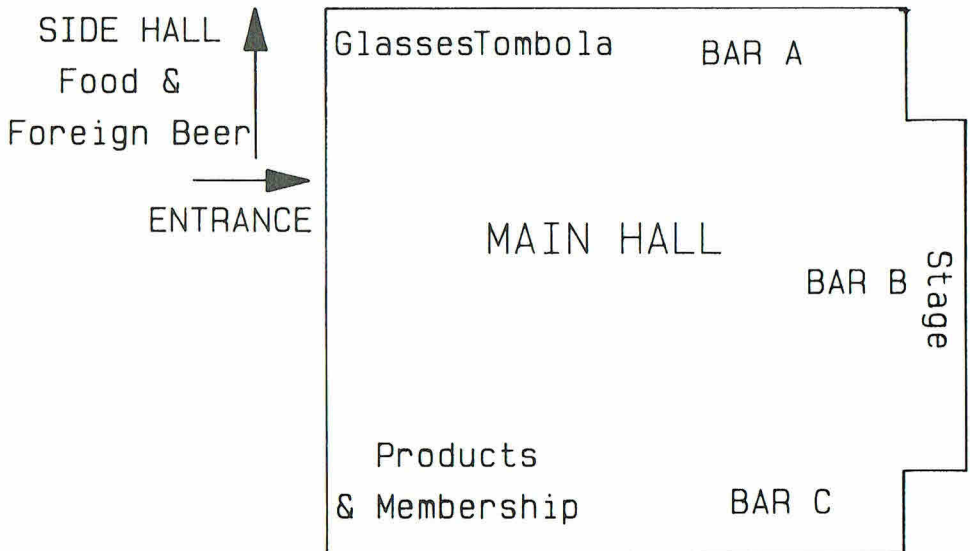 SIDE HALL
Food &
Foreign Beer
ENTRANCE
GlassesTombola
BAR A
MAIN HALL
BAR B
Stage
Products
& Membership
BAR C